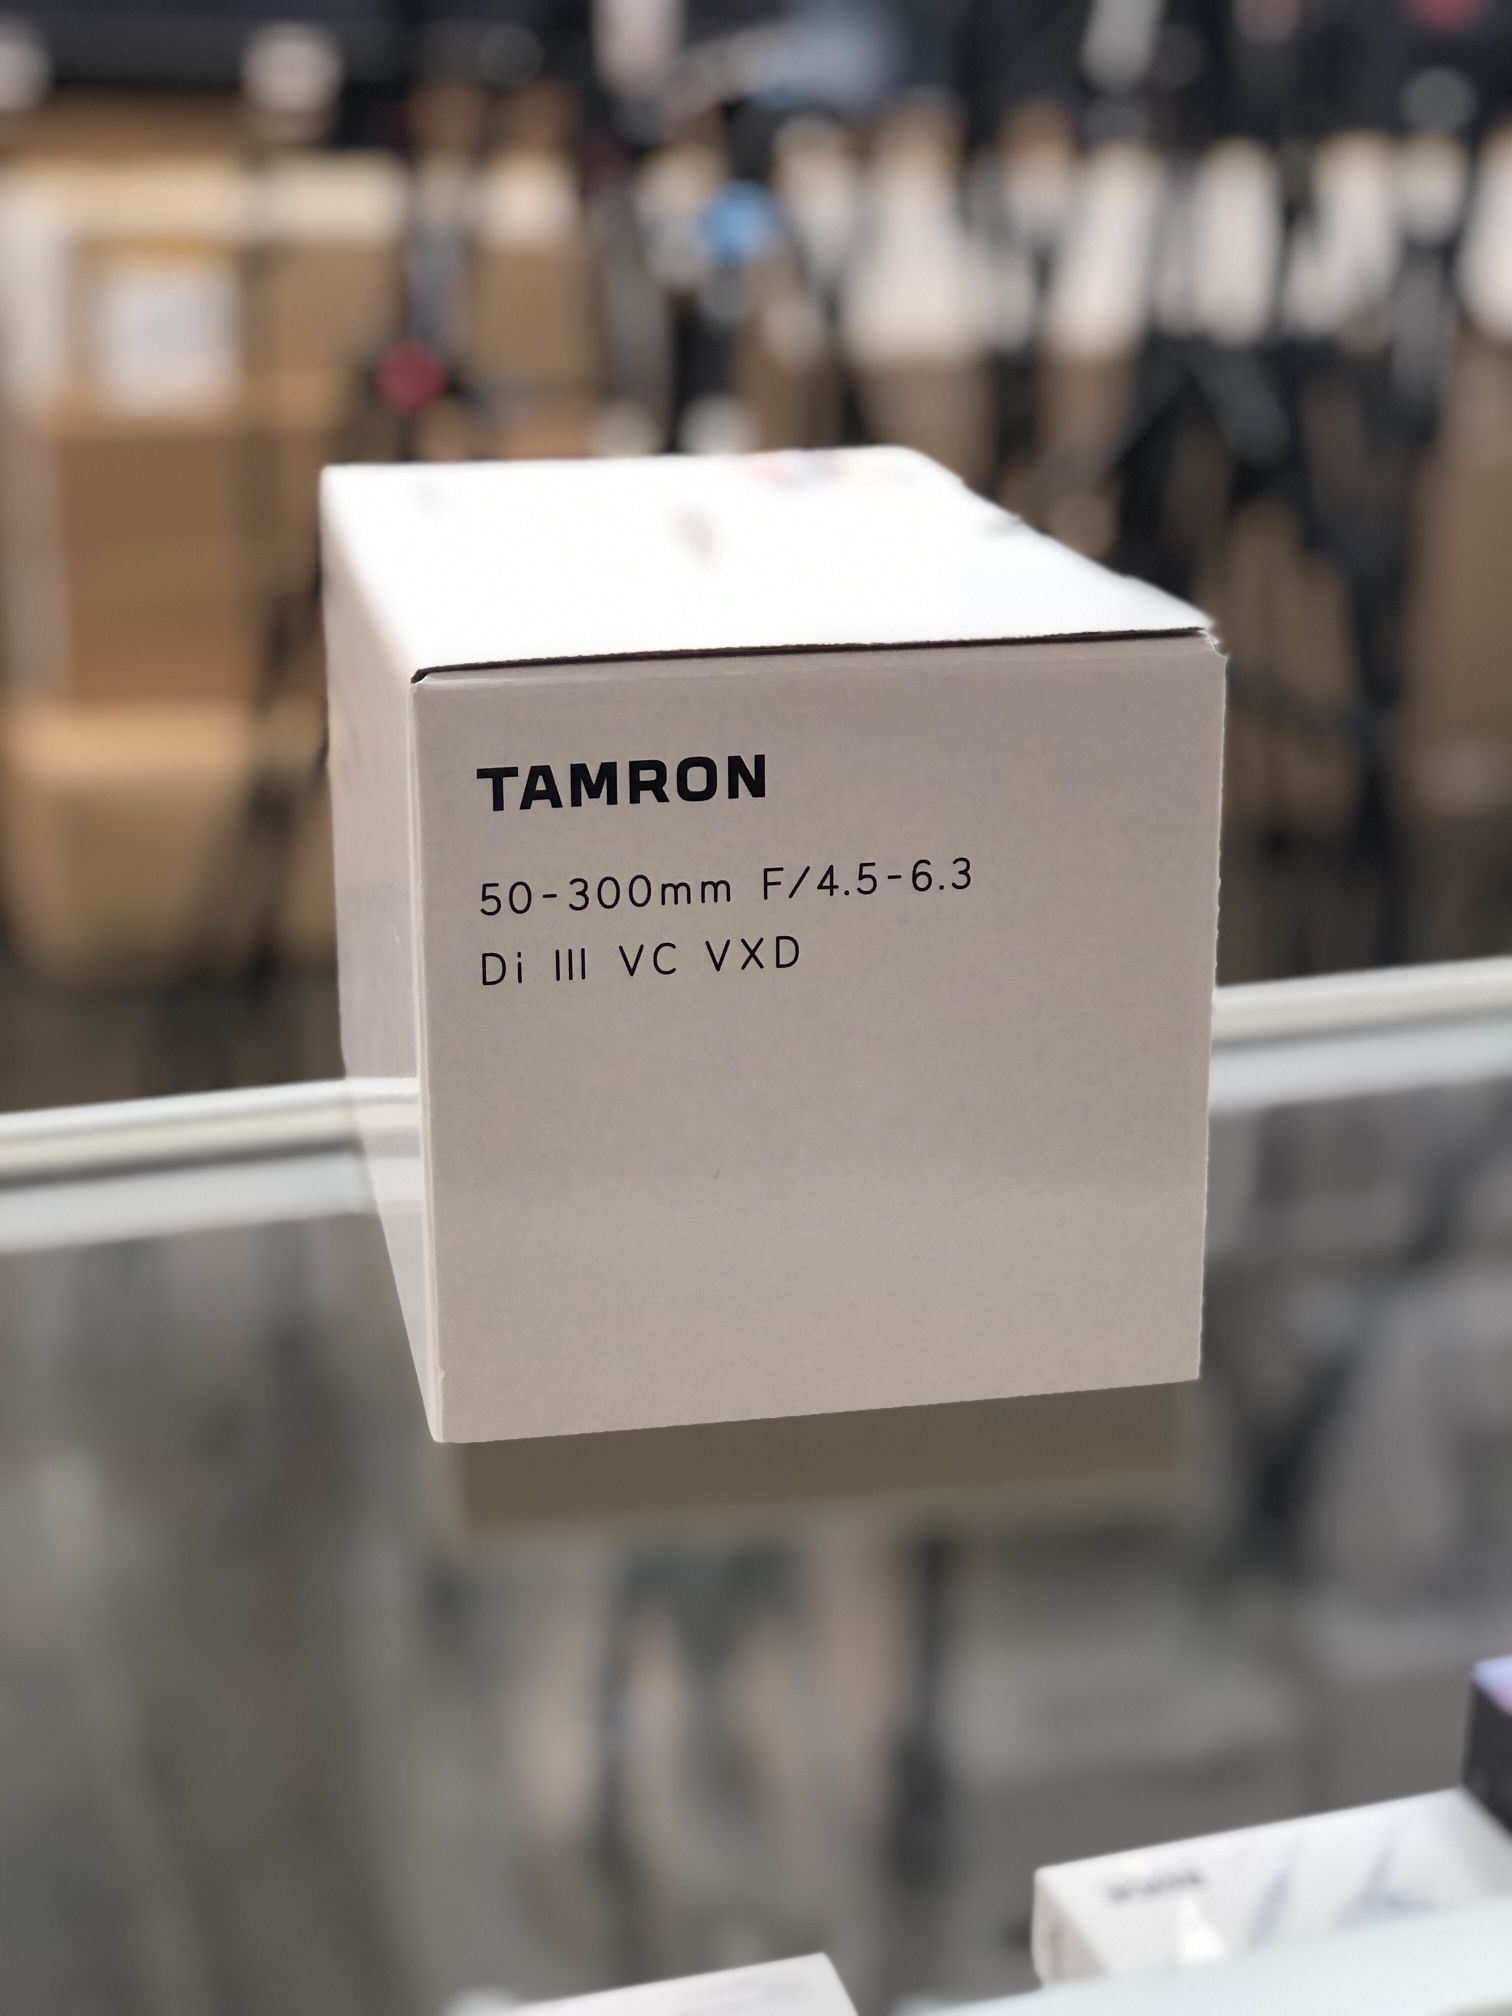 TAMRON
50-300mm F/4.5-6.3
Di III VC VXD